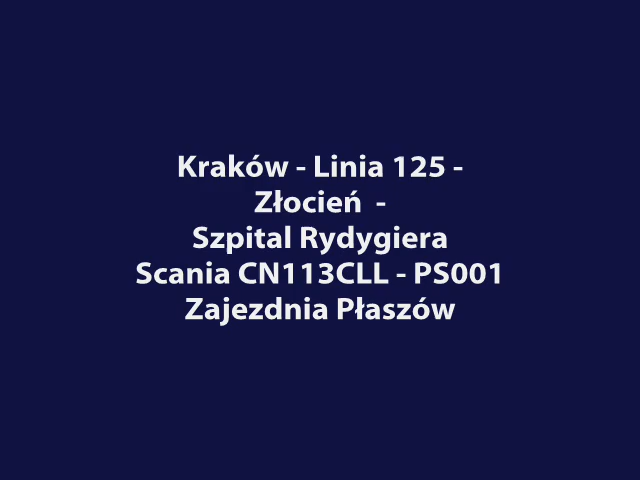 Kraków - Linia 125 -
Złocień  -
Szpital Rydygiera
Scania CN113CLL - PS001
Zajezdnia Płaszów